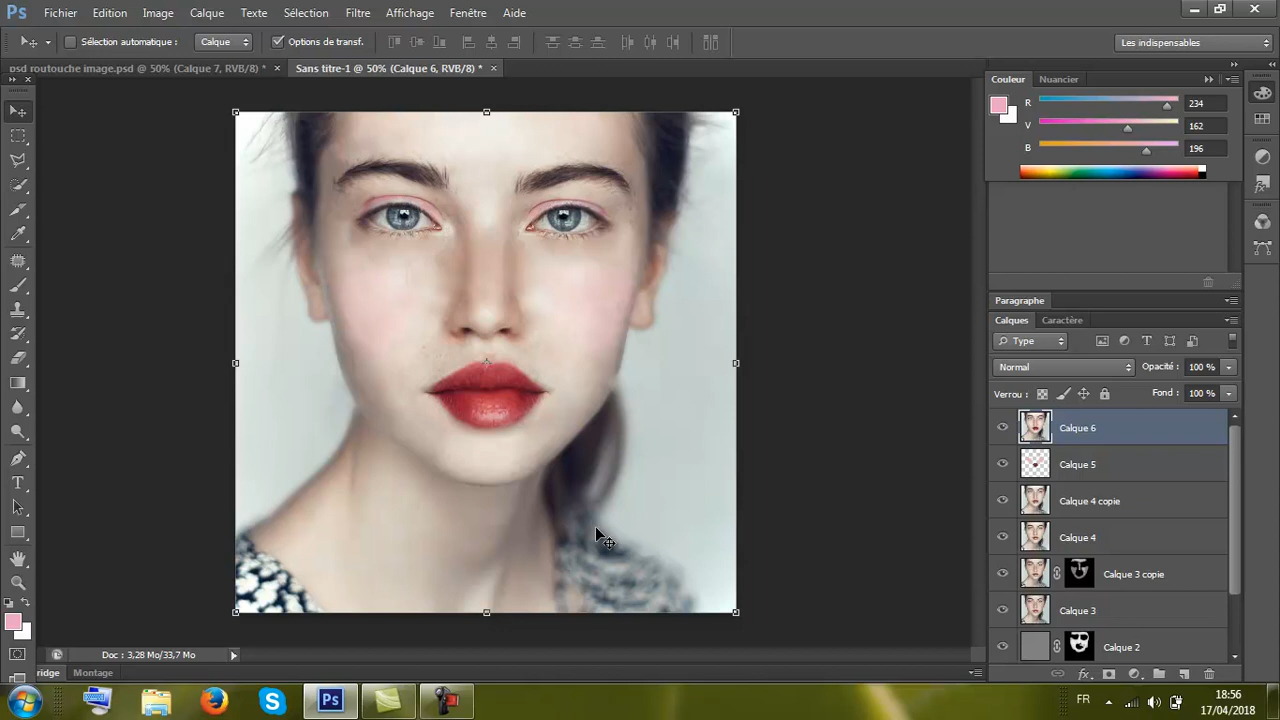 Ps Fichier Edition Image Calque Texte Sélection Filtre Affichage Fenêtre Aide
Sélection automatique : Calque Options de transf. Les indispensables
psd routouche image.psd @ 50% (Calque 7, RVB/8) * × Sans titre-1 @ 50% (Calque 6, RVB/8) * ×
Couleur Nuancier
R 234
V 162
B 196
Paragraphe
Calques Caractère
Type
Normal Opacité : 100 %
Verrou : Fond : 100 %
Calque 6
Calque 5
Calque 4 copie
Calque 4
Calque 3 copie
Calque 3
Calque 2
Doc : 3,28 Mo/33,7 Mo
ridge Montage
Ps FR 18:56
17/04/2018